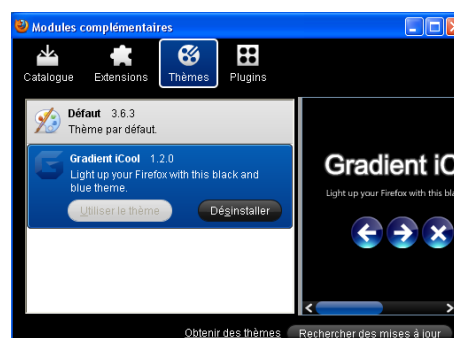 Modules complémentaires
Catalogue Extensions Thèmes Plugins
Défaut 3.6.3
Thème par défaut.
Gradient iCool 1.2.0
Light up your Firefox with this black and
blue theme.
Utiliser le thème Désinstaller
Gradient iC
Light up your Firefox with this bla
Obtenir des thèmes Rechercher des mises à jour